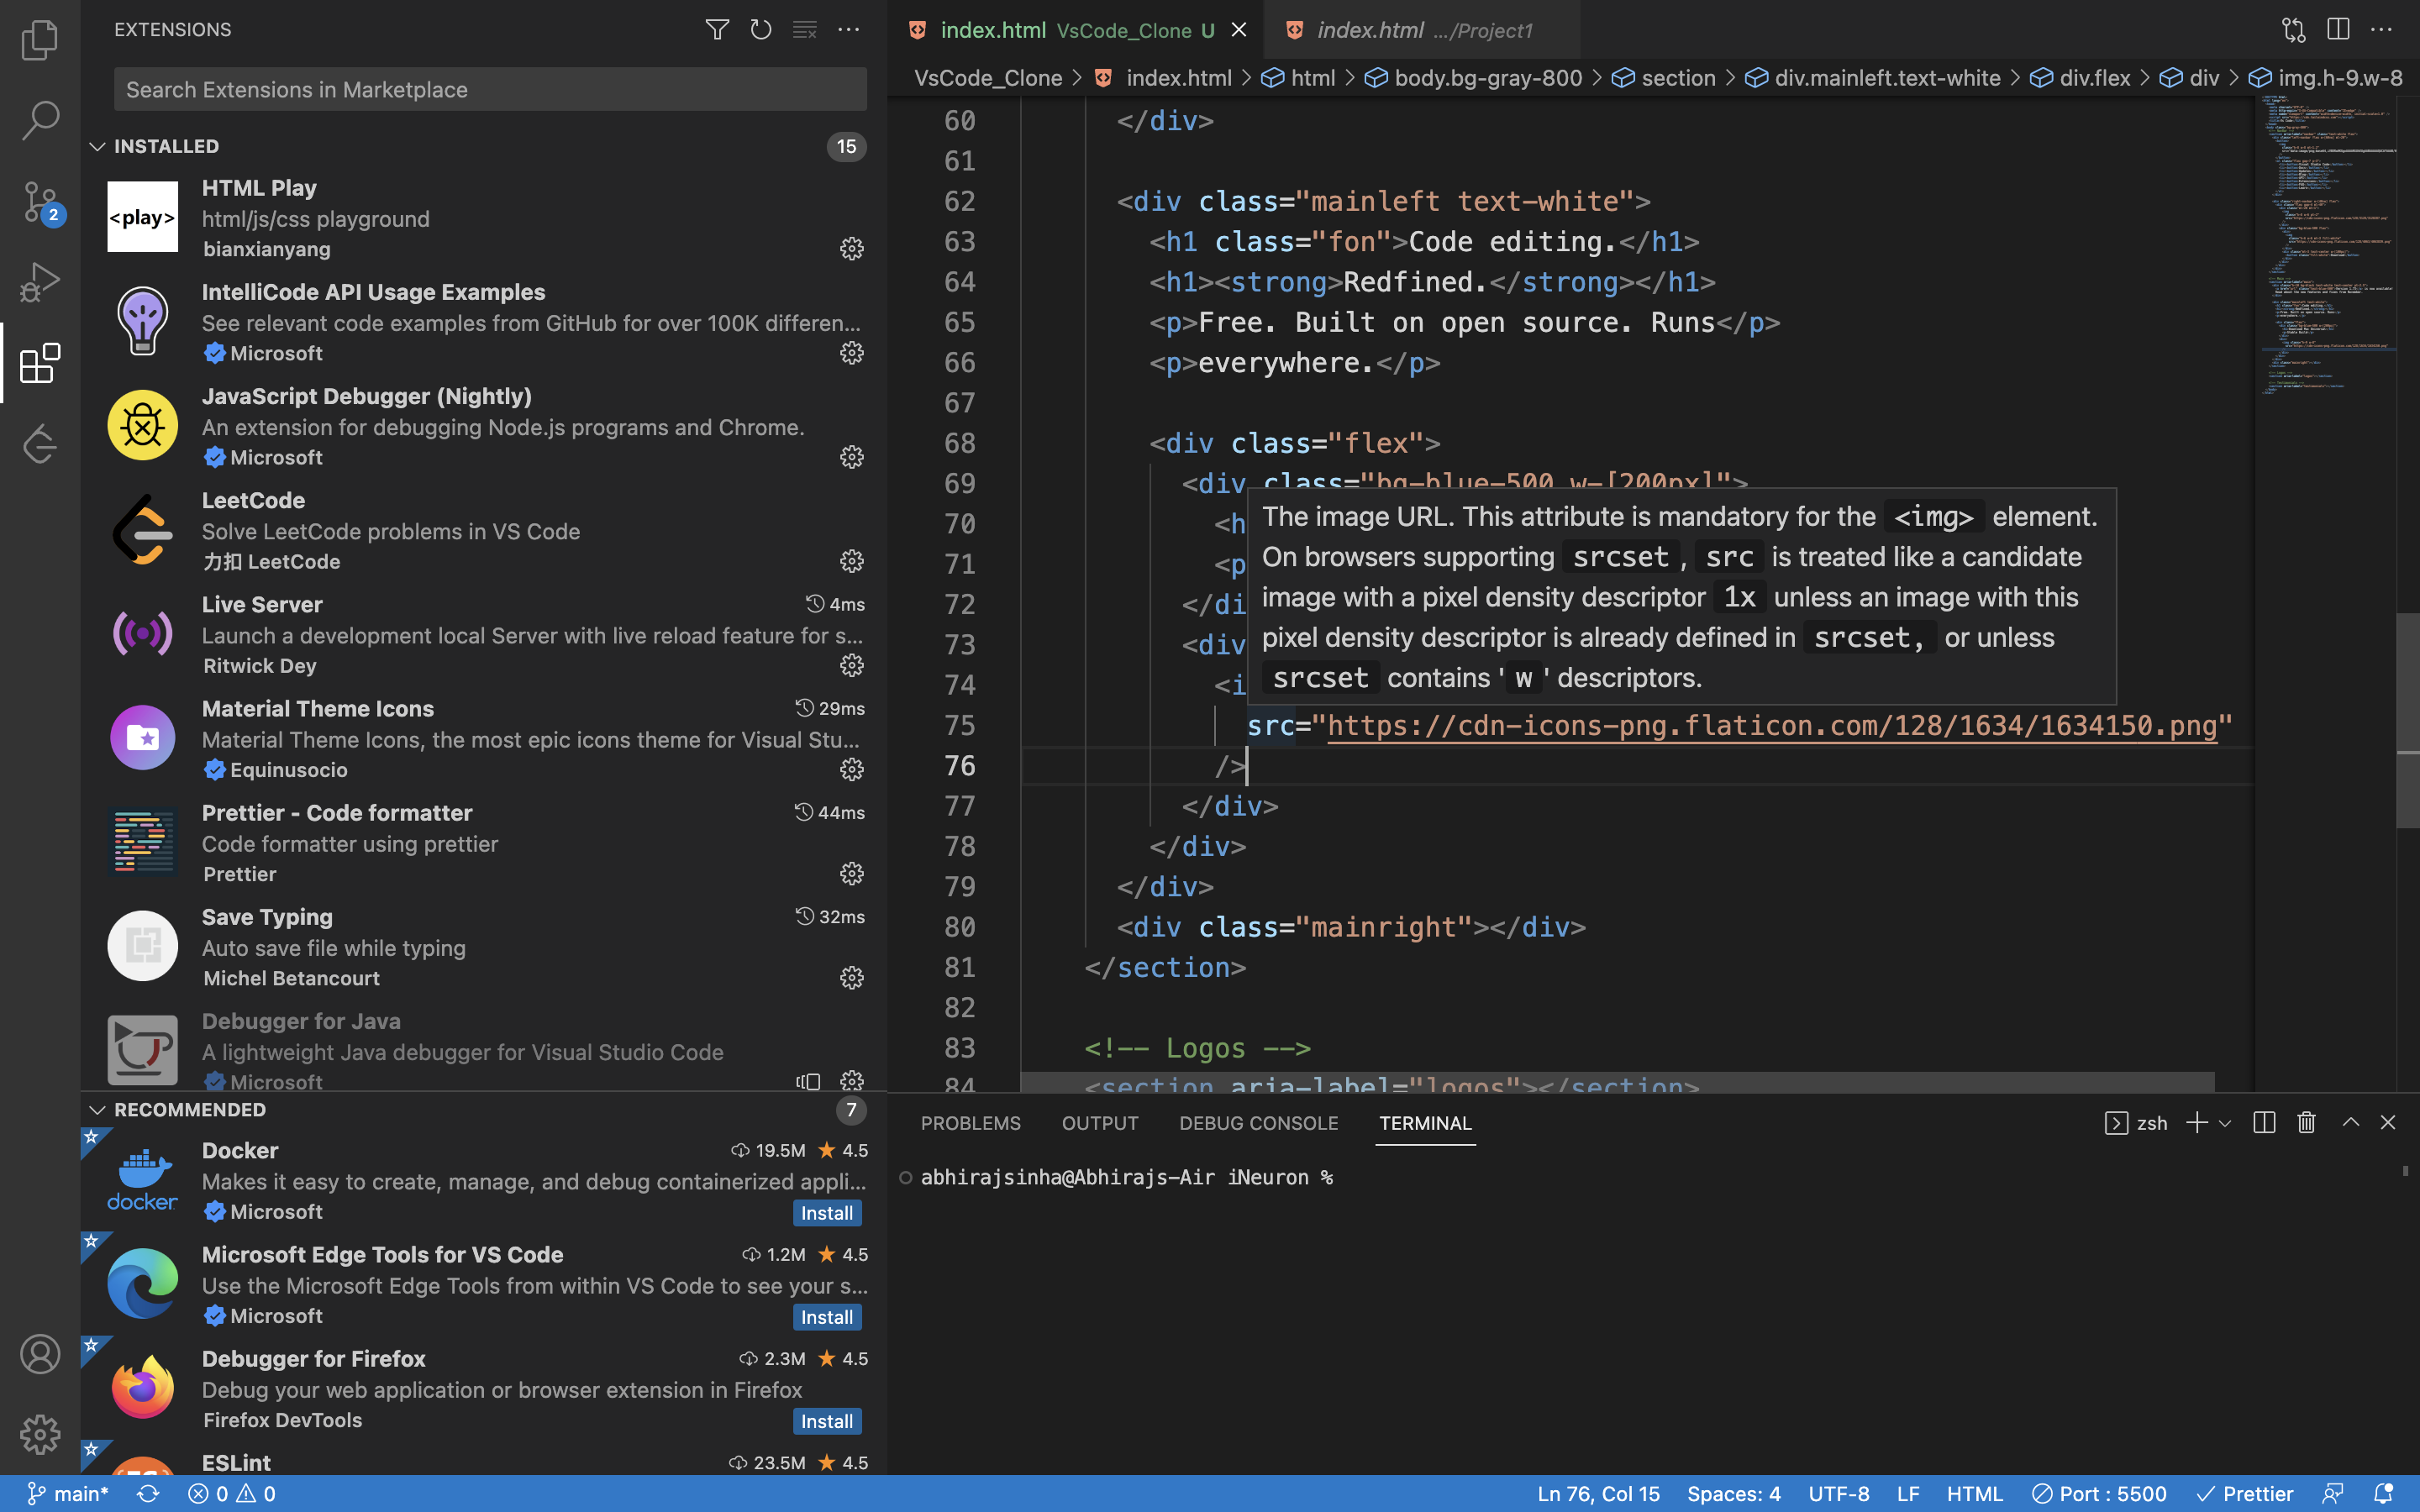 EXTENSIONS
Search Extensions in Marketplace
INSTALLED 15
<play>
HTML Play
html/js/css playground
bianxianyang
IntelliCode API Usage Examples
See relevant code examples from GitHub for over 100K differen...
Microsoft
JavaScript Debugger (Nightly)
An extension for debugging Node.js programs and Chrome.
Microsoft
LeetCode
Solve LeetCode problems in VS Code
力扣 LeetCode
Live Server 4ms
Launch a development local Server with live reload feature for s...
Ritwick Dey
Material Theme Icons 29ms
Material Theme Icons, the most epic icons theme for Visual Stu...
Equinusocio
Prettier - Code formatter 44ms
Code formatter using prettier
Prettier
Save Typing 32ms
Auto save file while typing
Michel Betancourt
Debugger for Java
A lightweight Java debugger for Visual Studio Code
Microsoft
2
RECOMMENDED 7
docker
Docker 19.5M 4.5
Makes it easy to create, manage, and debug containerized appli...
Microsoft Install
Microsoft Edge Tools for VS Code 1.2M 4.5
Use the Microsoft Edge Tools from within VS Code to see your s...
Microsoft Install
Debugger for Firefox 2.3M 4.5
Debug your web application or browser extension in Firefox
Firefox DevTools Install
ESLint 23.5M 4.5
index.html VsCode_Clone U
index.html .../Project1
VsCode_Clone > index.html > html > body.bg-gray-800 > section > div.mainleft.text-white > div.flex > div > img.h-9.w-8
60 </div>
61
62 <div class="mainleft text-white">
63 <h1 class="fon">Code editing.</h1>
64 <h1><strong>Redfined.</strong></h1>
65 <p>Free. Built on open source. Runs</p>
66 <p>everywhere.</p>
67
68 <div class="flex">
69 <div class="bg-blue-500 w-[200px]">
70 <h
71 <p
72 </di
73 <div
74 <i
The image URL. This attribute is mandatory for the <img> element.
On browsers supporting srcset, src is treated like a candidate
image with a pixel density descriptor 1x unless an image with this
pixel density descriptor is already defined in srcset, or unless
srcset contains 'w' descriptors.
75 src="https://cdn-icons-png.flaticon.com/128/1634/1634150.png"
76 />
77 </div>
78 </div>
79 </div>
80 <div class="mainright"></div>
81 </section>
82
83 <!-- Logos -->
84 <section aria-label="logos"></section>
PROBLEMS OUTPUT DEBUG CONSOLE TERMINAL zsh
abhirajsinha@Abhirajs-Air iNeuron %
main* 0 0 Ln 76, Col 15 Spaces: 4 UTF-8 LF HTML Port : 5500 Prettier